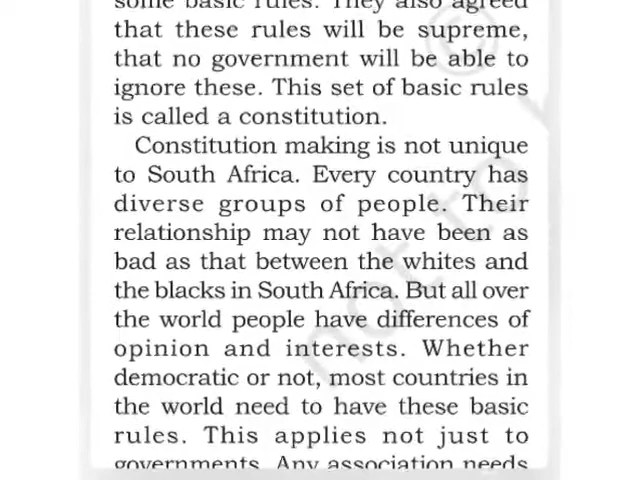 some basic rules. They also agreed
that these rules will be supreme,
that no government will be able to
ignore these. This set of basic rules
is called a constitution.
Constitution making is not unique
to South Africa. Every country has
diverse groups of people. Their
relationship may not have been as
bad as that between the whites and
the blacks in South Africa. But all over
the world people have differences of
opinion and interests. Whether
democratic or not, most countries in
the world need to have these basic
rules. This applies not just to
governments. Any association needs
©
not to